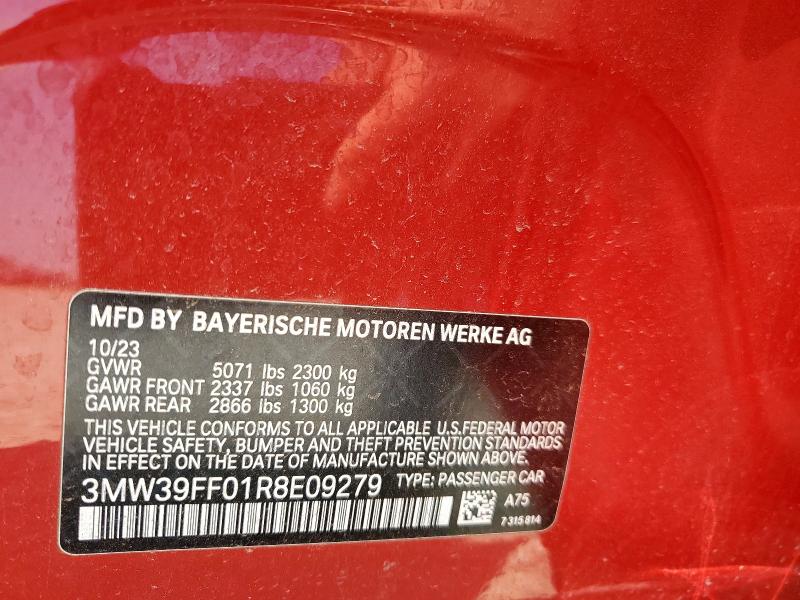 MFD BY BAYERISCHE MOTOREN WERKE AG
10/23
GVWR 5071 lbs 2300 kg
GAWR FRONT 2337 lbs 1060 kg
GAWR REAR 2866 lbs 1300 kg
THIS VEHICLE CONFORMS TO ALL APPLICABLE U.S.FEDERAL MOTOR
VEHICLE SAFETY, BUMPER AND THEFT PREVENTION STANDARDS
IN EFFECT ON THE DATE OF MANUFACTURE SHOWN ABOVE.
3MW39FF01R8E09279 TYPE: PASSENGER CAR
A75
7 315 814